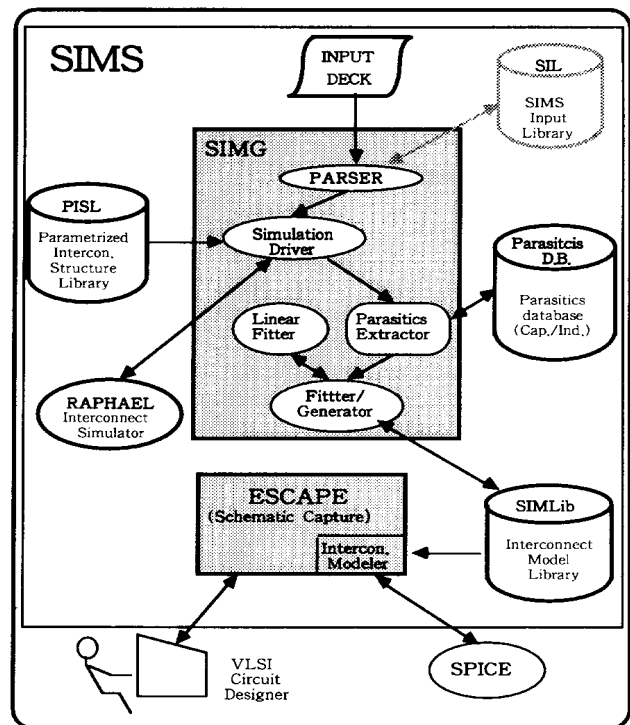 SIMS
INPUT
DECK
SIL
SIMS
Input
Library
SIMG
PARSER
PISL
Parametrized
Intercon.
Structure
Library
Simulation
Driver
Parasitcis
D.B.
Parasitics
database
(Cap./Ind.)
Linear
Fitter
Parasitics
Extractor
RAPHAEL
Interconnect
Simulator
Fittter/
Generator
ESCAPE
(Schematic Capture)
Intercon.
Modeler
SIMLib
Interconnect
Model
Library
VLSI
Circuit
Designer
SPICE